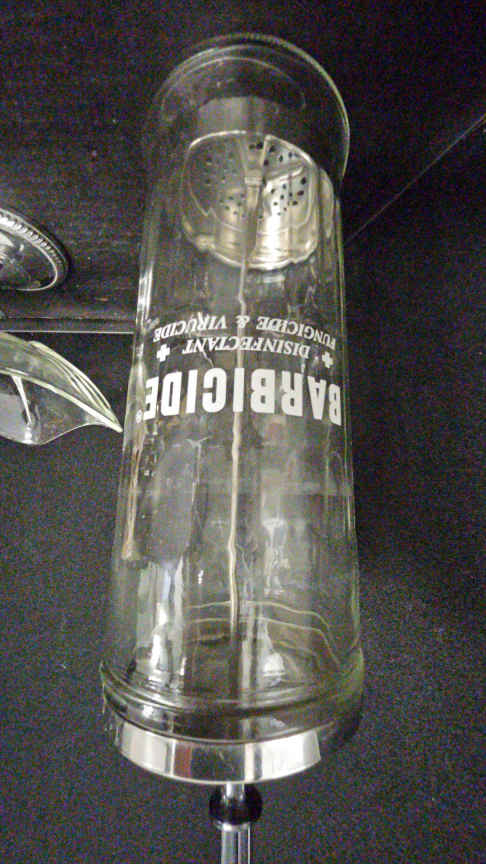 BARBICIDE®
✚ DISINFECTANT ✚
FUNGICIDE & VIRUCIDE